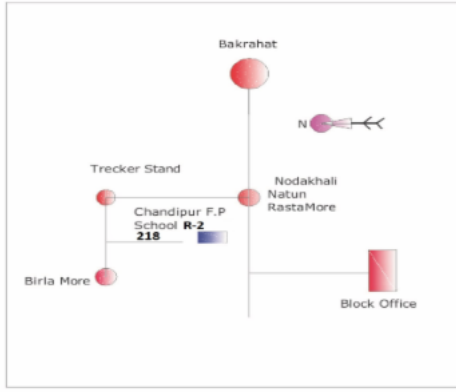 Bakrahat
N
Trecker Stand
Nodakhali
Natun
RastaMore
Chandipur F.P
School R-2
218
Birla More
Block Office